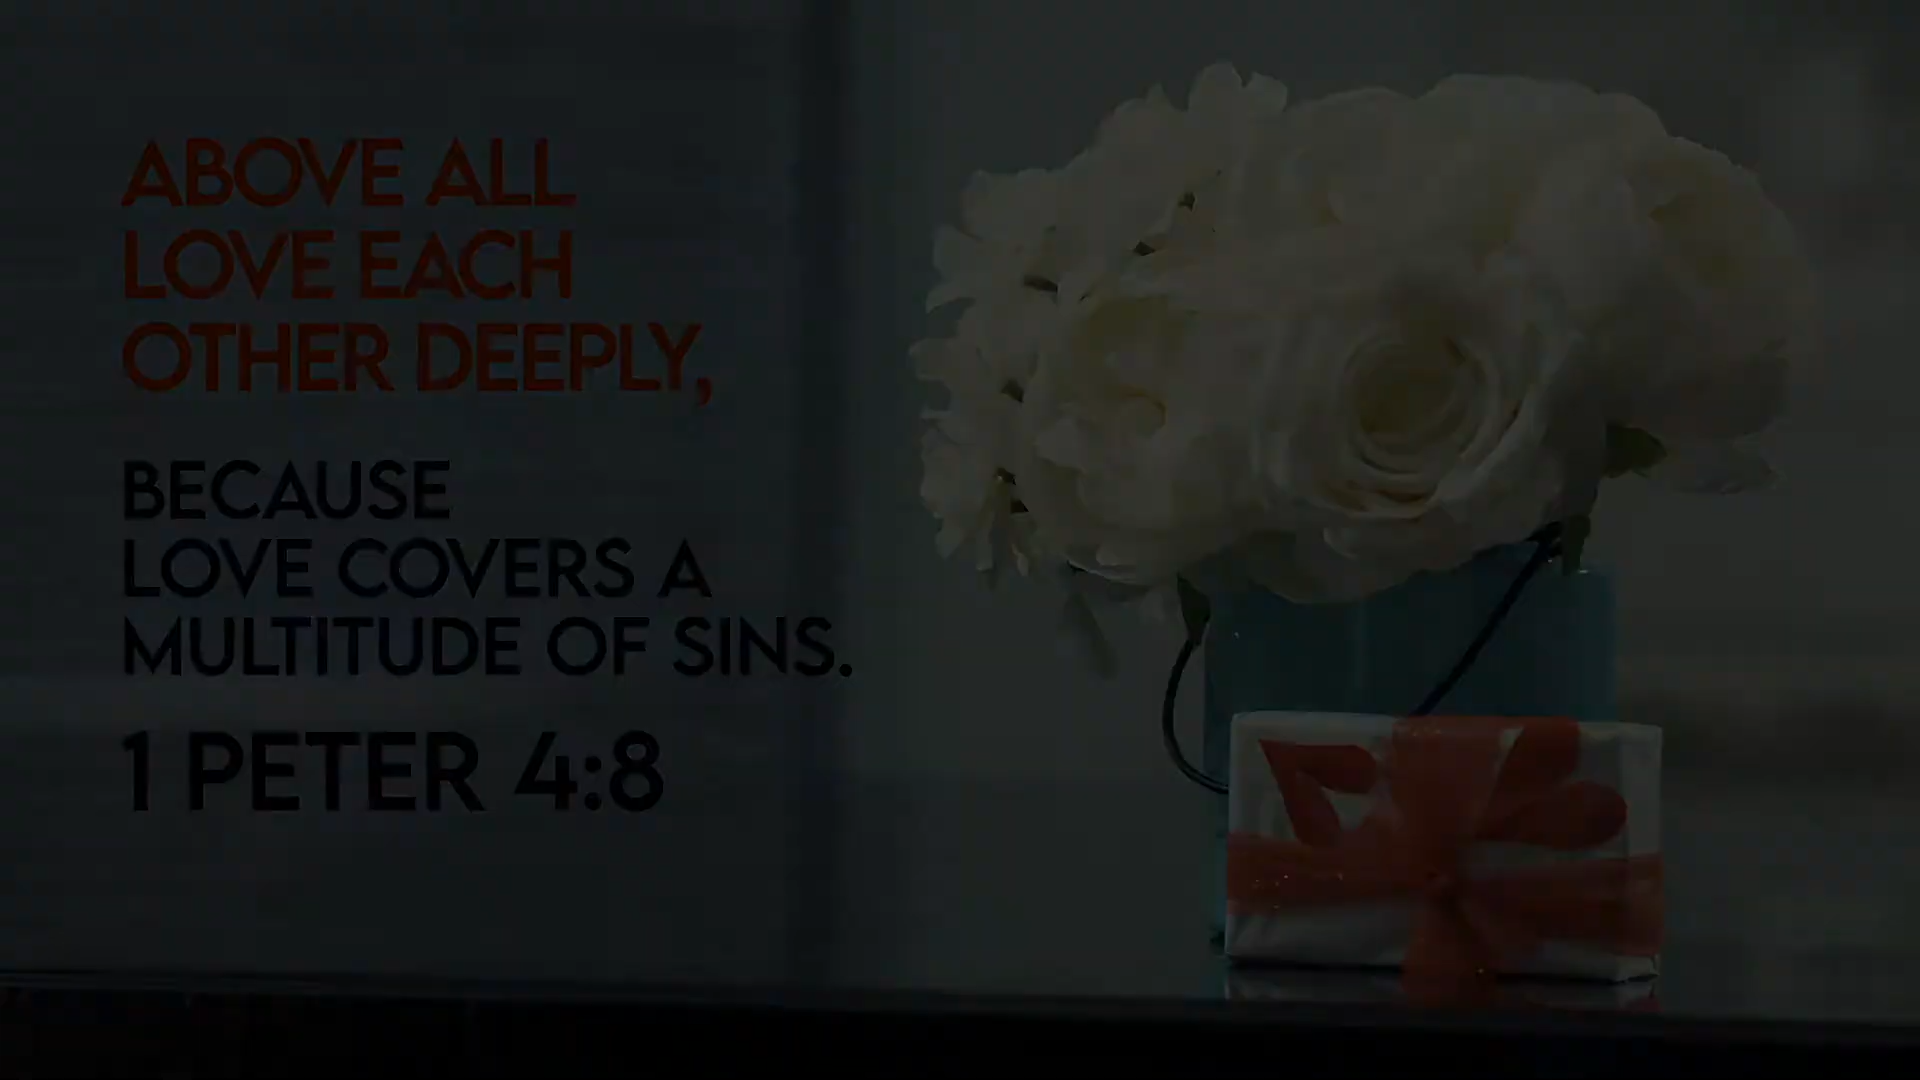 ABOVE ALL
LOVE EACH
OTHER DEEPLY,
BECAUSE
LOVE COVERS A
MULTITUDE OF SINS.
1 PETER 4:8